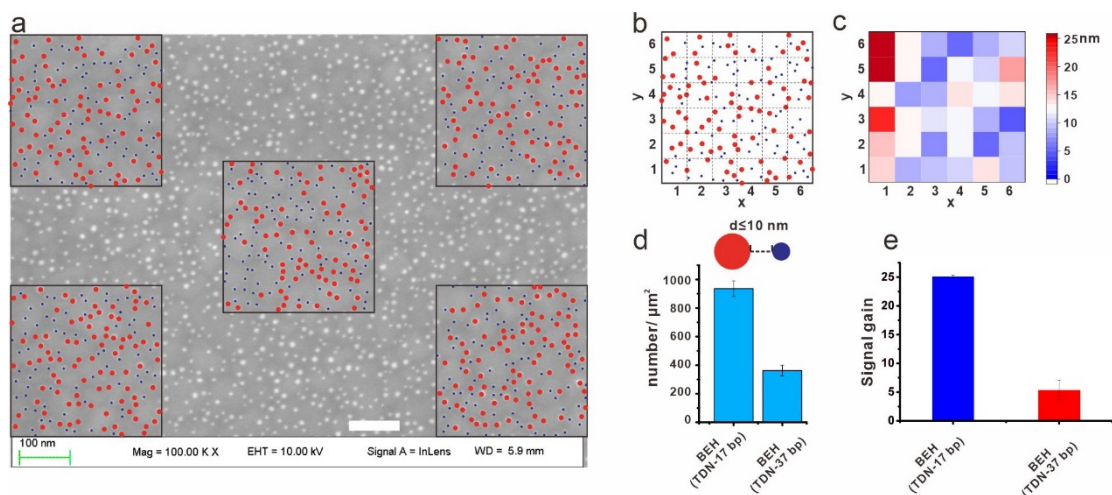 a
100 nm
Mag = 100.00 K X
EHT = 10.00 kV
Signal A = InLens
WD = 5.9 mm
b
6
5
4
3
2
1
y
1 2 3 4 5 6
x
c
6
5
4
3
2
1
y
1 2 3 4 5 6
x
25nm
20
15
10
5
0
d
d≤10 nm
1000
800
600
400
200
0
number/ μm²
BEH
(TDN-17 bp)
BEH
(TDN-37 bp)
e
25
20
15
10
5
0
Signal gain
BEH
(TDN-17 bp)
BEH
(TDN-37 bp)